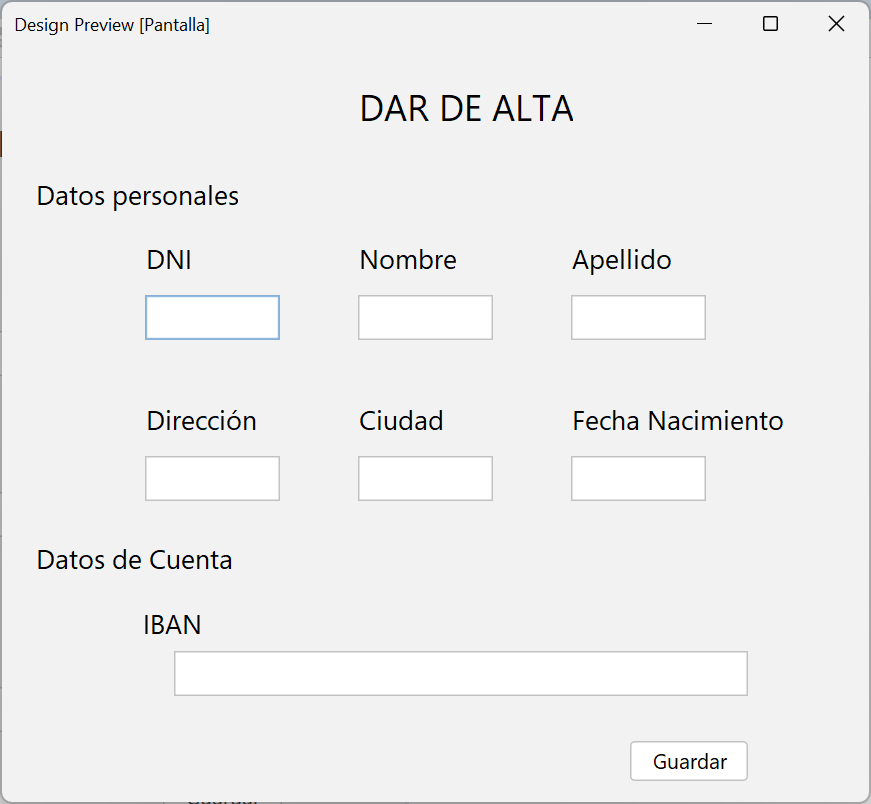 Design Preview [Pantalla]
DAR DE ALTA
Datos personales
DNI Nombre Apellido
Dirección Ciudad Fecha Nacimiento
Datos de Cuenta
IBAN
Guardar